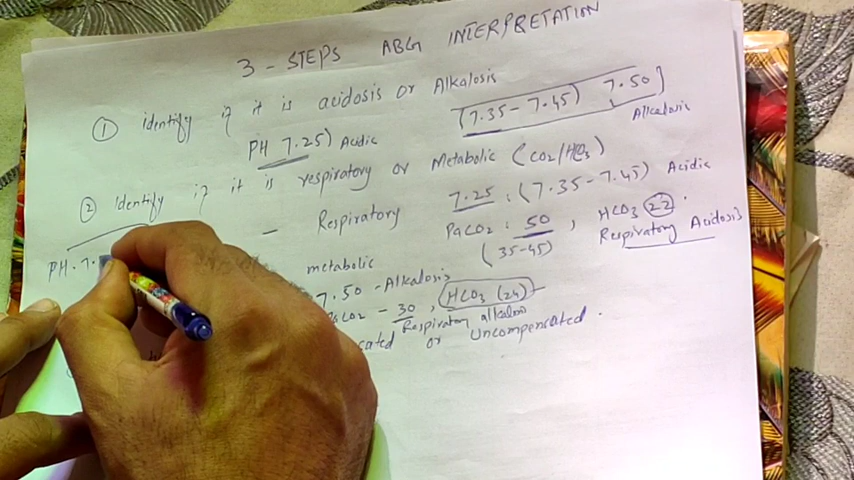 3 - STEPS ABG INTERPRETATION
① identify if it is acidosis or Alkalosis
PH 7.25) Acidic (7.35 - 7.45) 7.50]
Alkalosis
② Identify if it is respiratory or Metabolic (CO2/HCO3)
- Respiratory 7.25, (7.35 - 7.45) Acidic
PaCO2: 50, HCO3 22.
(35-45) Respiratory Acidosis
PH. 7.
metabolic
7.50 - Alkalosis
PaCO2 - 30, HCO3 (24)
Respiratory alkalosis
or Uncompensated.